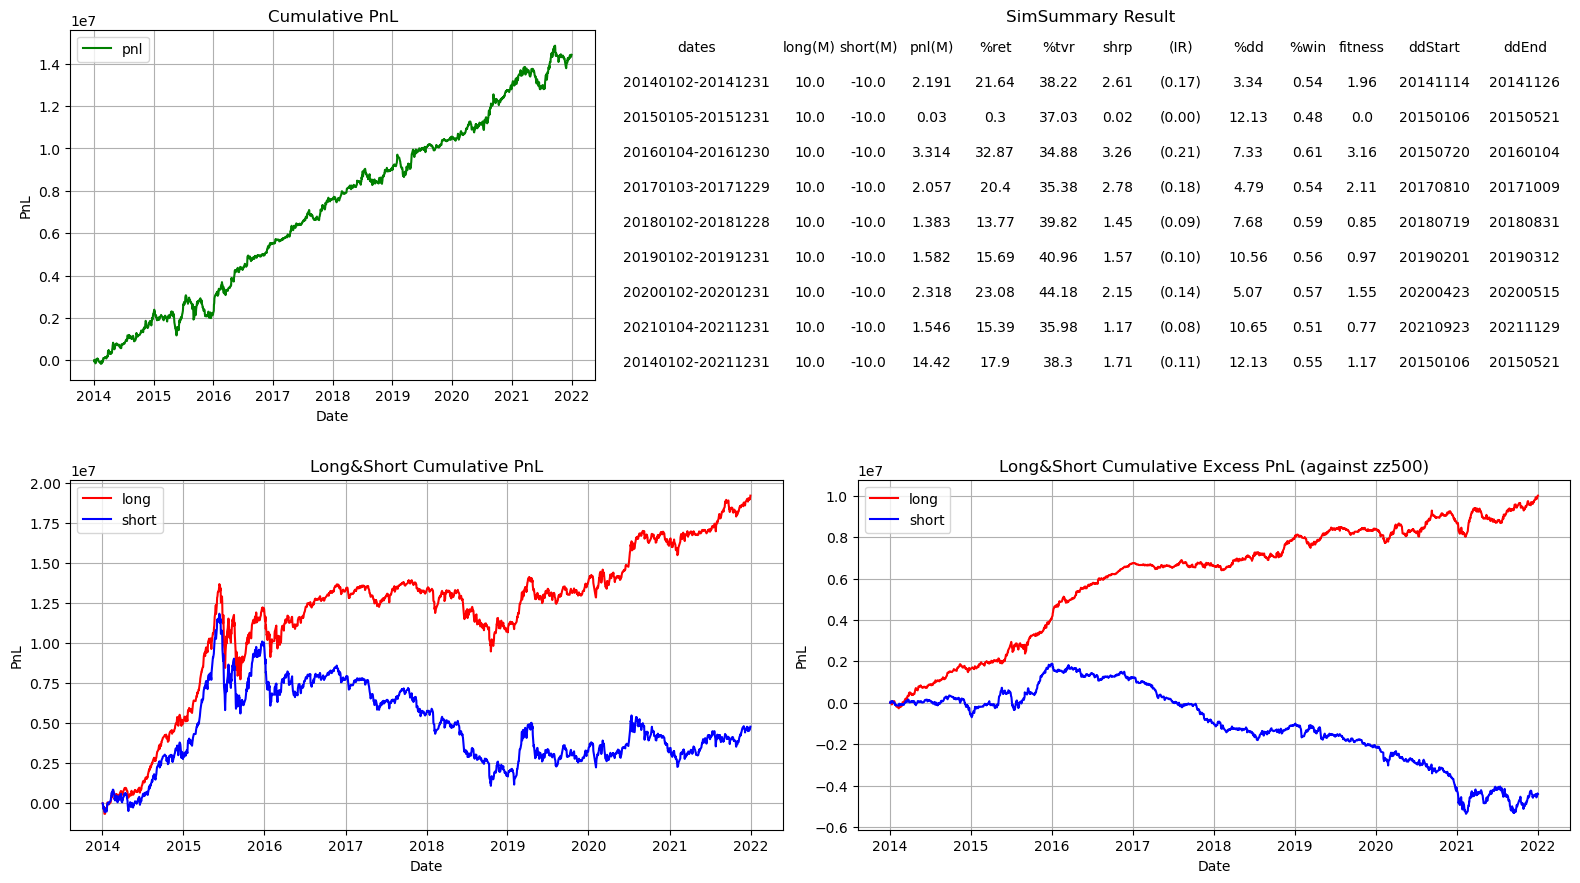 Cumulative PnL
1e7
pnl
1.4
1.2
1.0
0.8
0.6
0.4
0.2
0.0
PnL
2014 2015 2016 2017 2018 2019 2020 2021 2022
Date
SimSummary Result
dates long(M) short(M) pnl(M) %ret %tvr shrp (IR) %dd %win fitness ddStart ddEnd
20140102-20141231 10.0 -10.0 2.191 21.64 38.22 2.61 (0.17) 3.34 0.54 1.96 20141114 20141126
20150105-20151231 10.0 -10.0 0.03 0.3 37.03 0.02 (0.00) 12.13 0.48 0.0 20150106 20150521
20160104-20161230 10.0 -10.0 3.314 32.87 34.88 3.26 (0.21) 7.33 0.61 3.16 20150720 20160104
20170103-20171229 10.0 -10.0 2.057 20.4 35.38 2.78 (0.18) 4.79 0.54 2.11 20170810 20171009
20180102-20181228 10.0 -10.0 1.383 13.77 39.82 1.45 (0.09) 7.68 0.59 0.85 20180719 20180831
20190102-20191231 10.0 -10.0 1.582 15.69 40.96 1.57 (0.10) 10.56 0.56 0.97 20190201 20190312
20200102-20201231 10.0 -10.0 2.318 23.08 44.18 2.15 (0.14) 5.07 0.57 1.55 20200423 20200515
20210104-20211231 10.0 -10.0 1.546 15.39 35.98 1.17 (0.08) 10.65 0.51 0.77 20210923 20211129
20140102-20211231 10.0 -10.0 14.42 17.9 38.3 1.71 (0.11) 12.13 0.55 1.17 20150106 20150521
Long&Short Cumulative PnL
1e7
long
short
2.00
1.75
1.50
1.25
1.00
0.75
0.50
0.25
0.00
PnL
2014 2015 2016 2017 2018 2019 2020 2021 2022
Date
Long&Short Cumulative Excess PnL (against zz500)
1e7
long
short
1.0
0.8
0.6
0.4
0.2
0.0
−0.2
−0.4
−0.6
PnL
2014 2015 2016 2017 2018 2019 2020 2021 2022
Date